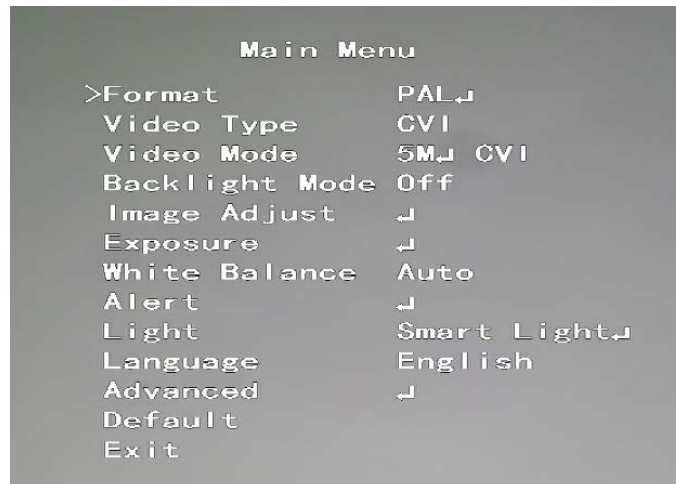 Main Menu
>Format PAL↵
Video Type CVI
Video Mode 5M↵ CVI
Backlight Mode Off
Image Adjust ↵
Exposure ↵
White Balance Auto
Alert ↵
Light Smart Light↵
Language English
Advanced ↵
Default
Exit